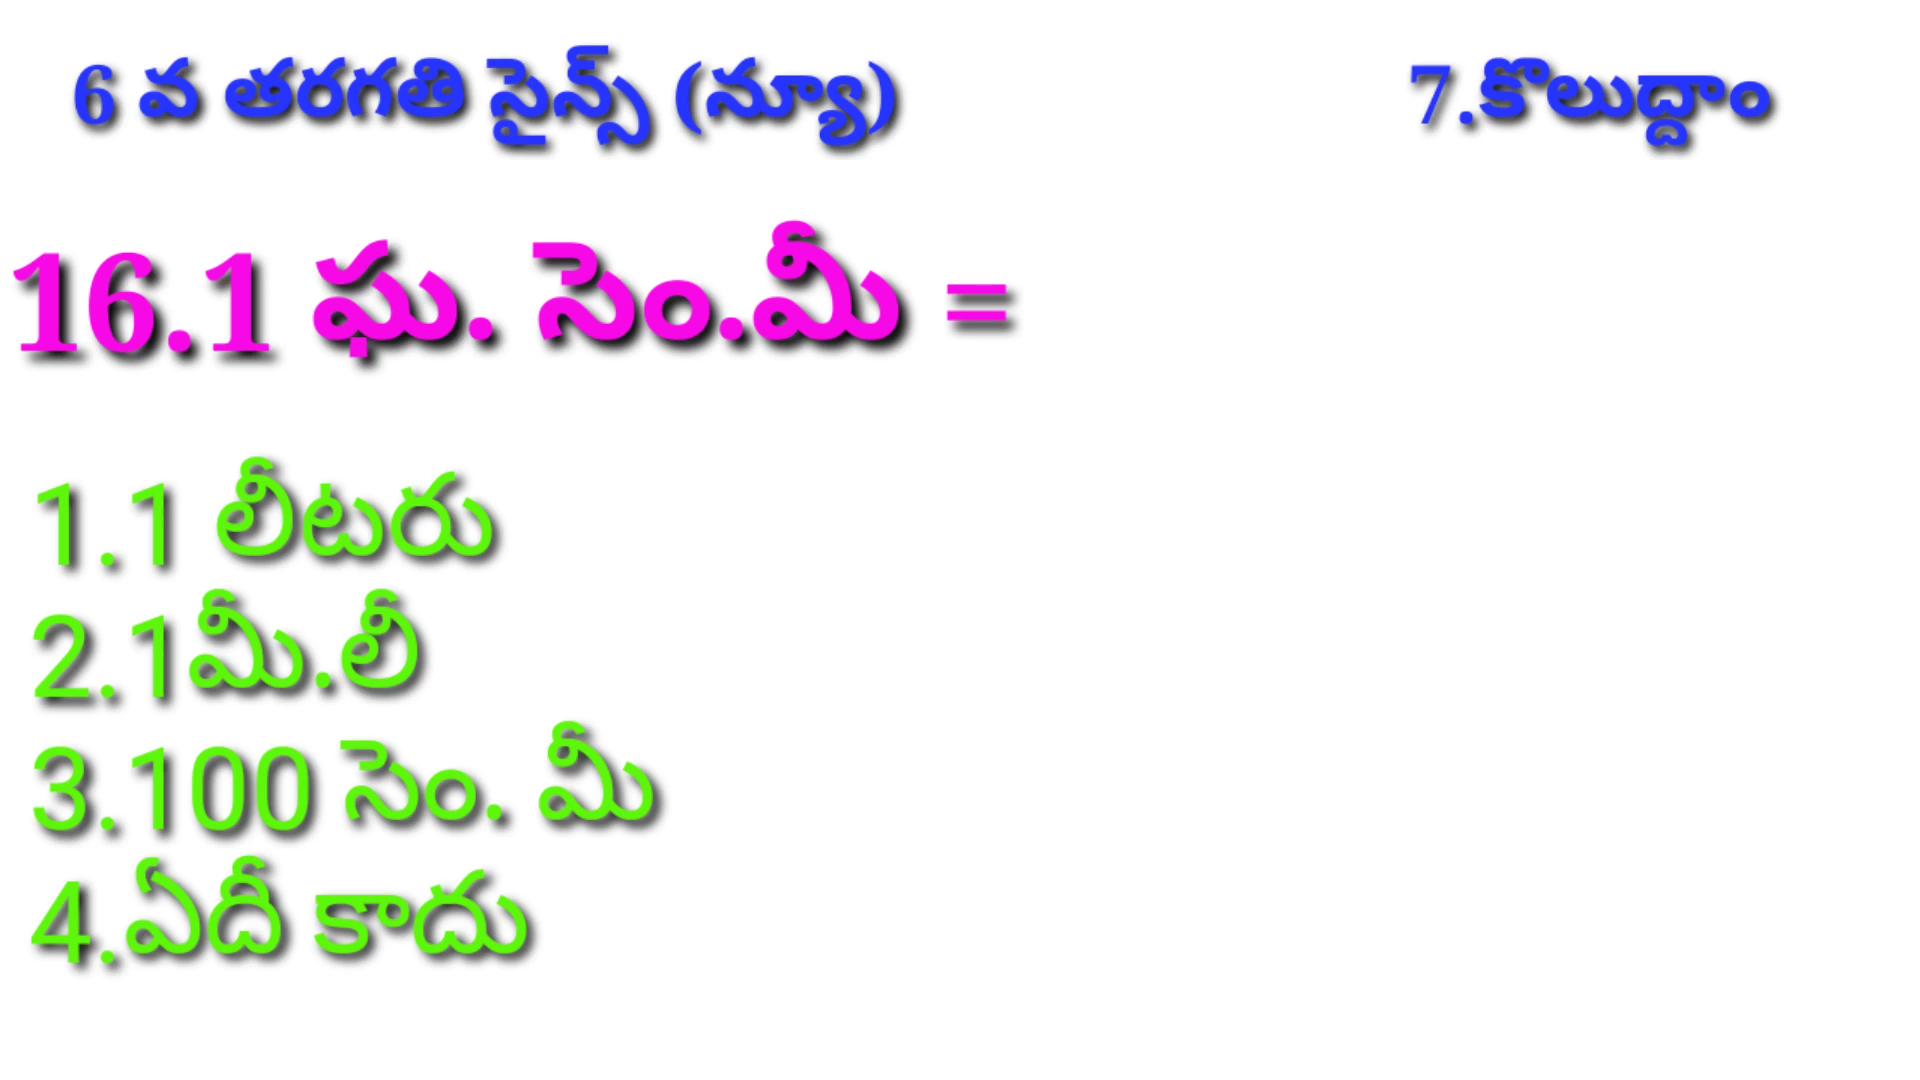 6 వ తరగతి సైన్స్ (న్యూ)
7.కొలుద్దాం
16.1 ఘ. సెం.మీ =
1.1 లీటరు
2.1మీ.లీ
3.100 సెం. మీ
4.ఏదీ కాదు